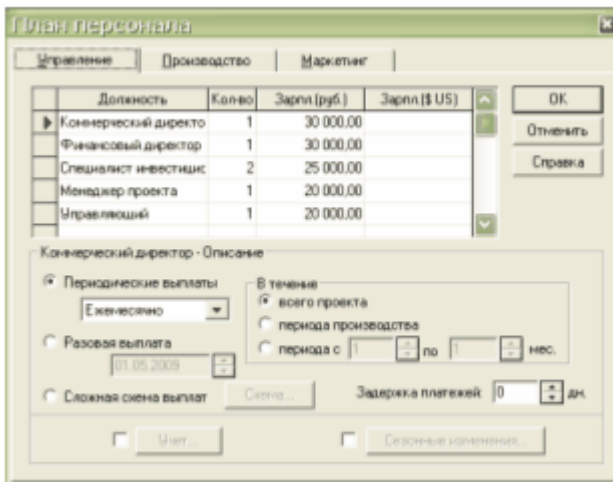 План персонала
Управление Производство Маркетинг
Должность Кол-во Зарпл.(руб.) Зарпл.($ US)
Коммерческий директо 1 30 000,00
Финансовый директор 1 30 000,00
Специалист инвестицис 2 25 000,00
Менеджер проекта 1 20 000,00
Управляющий 1 20 000,00
OK
Отменить
Справка
Коммерческий директор - Описание
Периодические выплаты
Ежемесячно
Разовая выплата
01.05.2009
Сложная схема выплат Схема...
В течение
всего проекта
периода производства
периода с 1 по 1 мес.
Задержка платежей 0 дн.
Учет... Сезонные изменения...